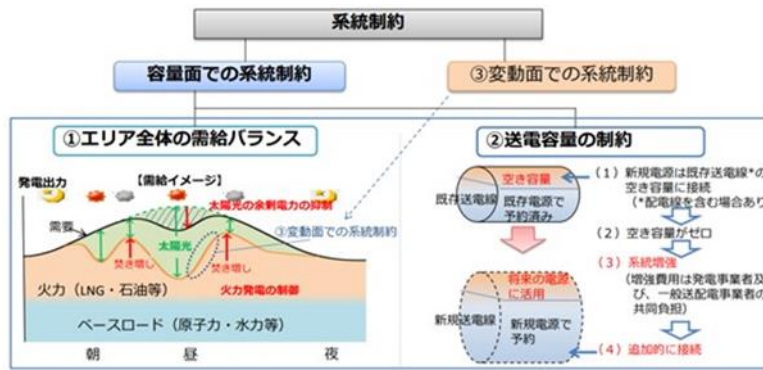 系統制約
容量面での系統制約
③変動面での系統制約
①エリア全体の需給バランス
発電出力
【需給イメージ】
太陽光の余剰電力の抑制
需要
太陽光
③変動面での系統制約
焚き増し
焚き増し
火力（LNG・石油等）
火力発電の制御
ベースロード（原子力・水力等）
朝
昼
夜
②送電容量の制約
空き容量
既存送電線
既存電源で
予約済み
将来の電源
に活用
新規送電線
新規電源で
予約
（1）新規電源は既存送電線*の
空き容量に接続
（*配電線を含む場合あり
（2）空き容量がゼロ
（3）系統増強
（増強費用は発電事業者及
び、一般送配電事業者の
共同負担）
（4）追加的に接続